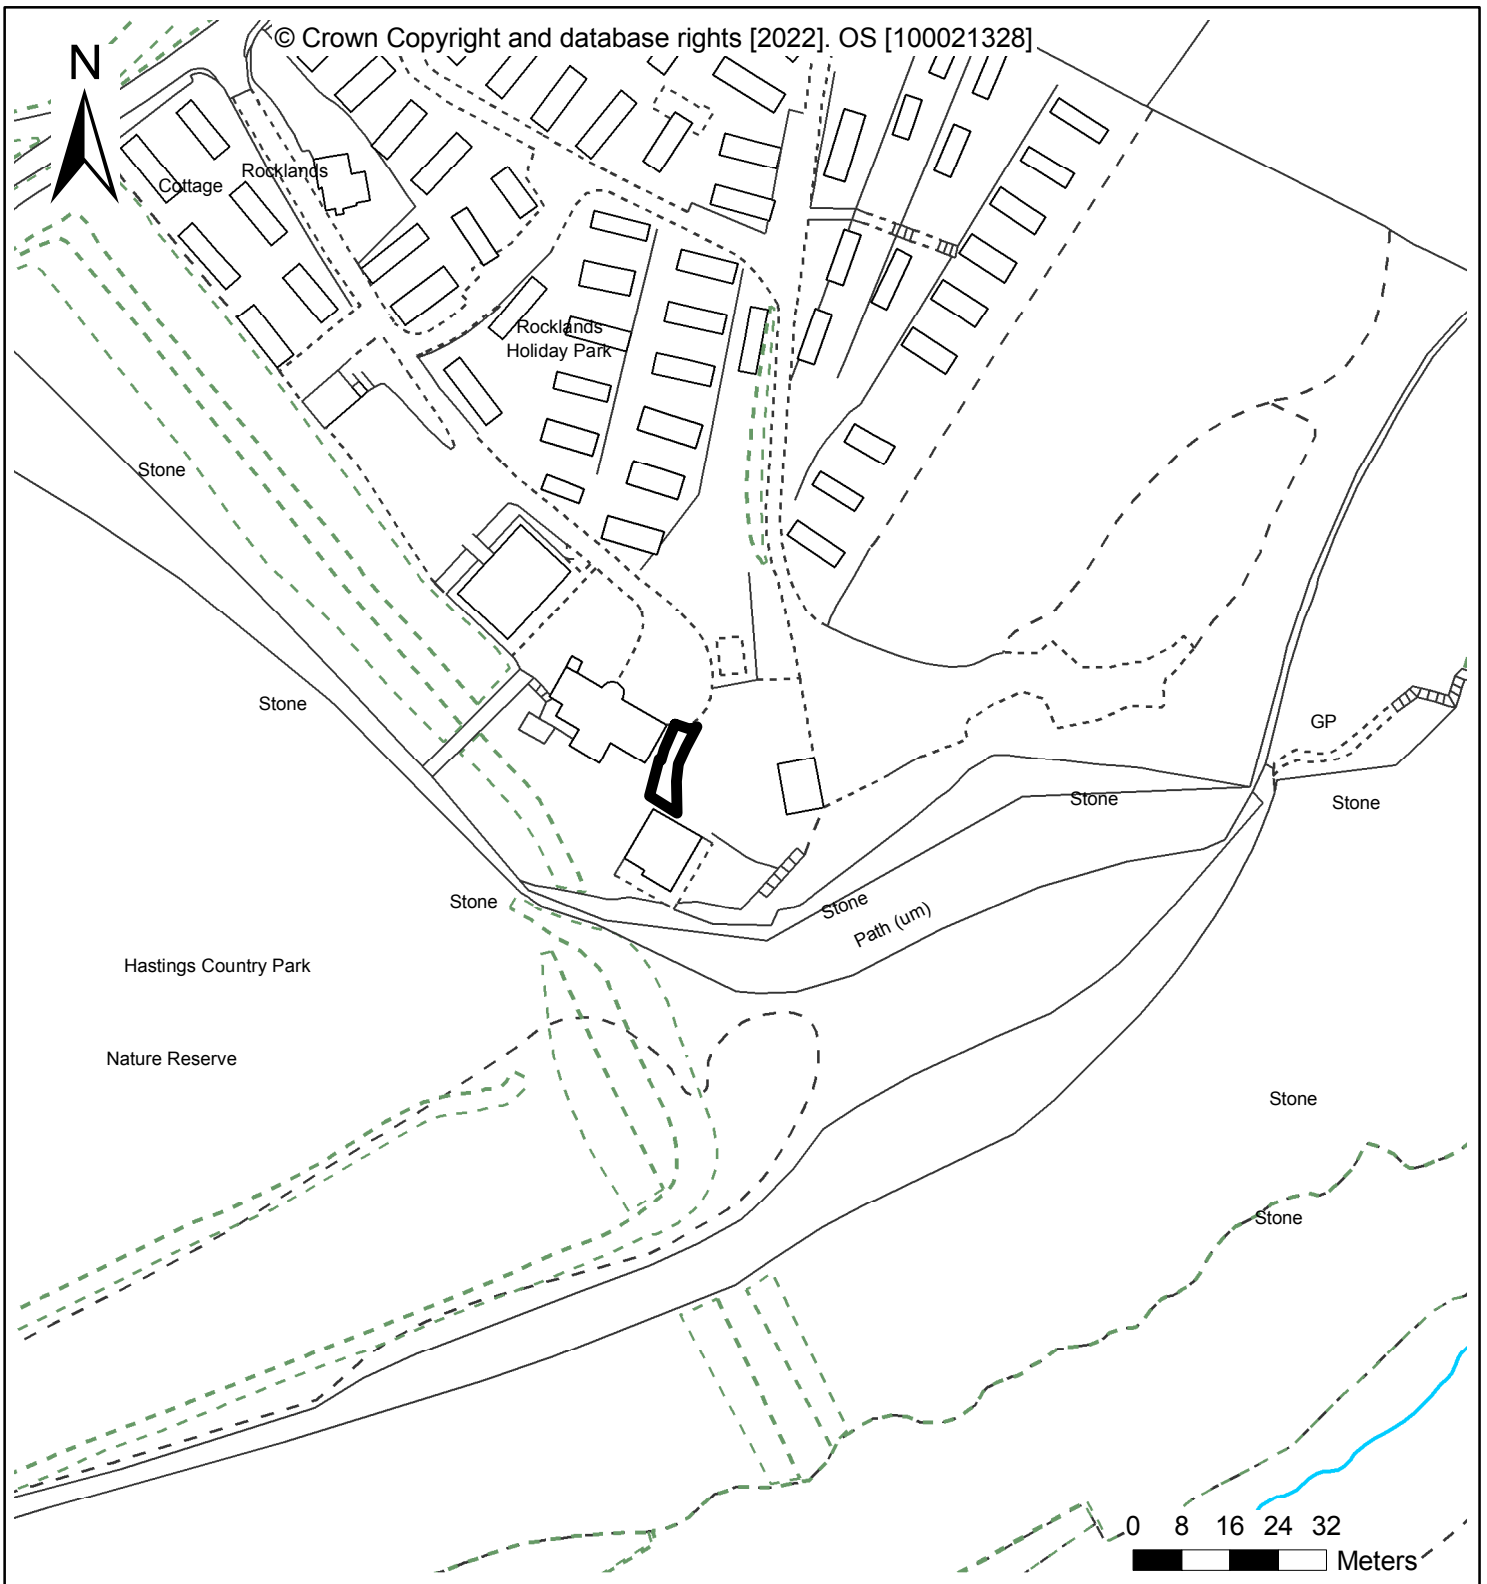 © Crown Copyright and database rights [2022]. OS [100021328]
N
Rocklands
Cottage
Rocklands
Holiday Park
Stone
Stone
GP
Stone
Stone
Stone
Stone
Path (um)
Hastings Country Park
Nature Reserve
Stone
Stone
0 8 16 24 32
Meters